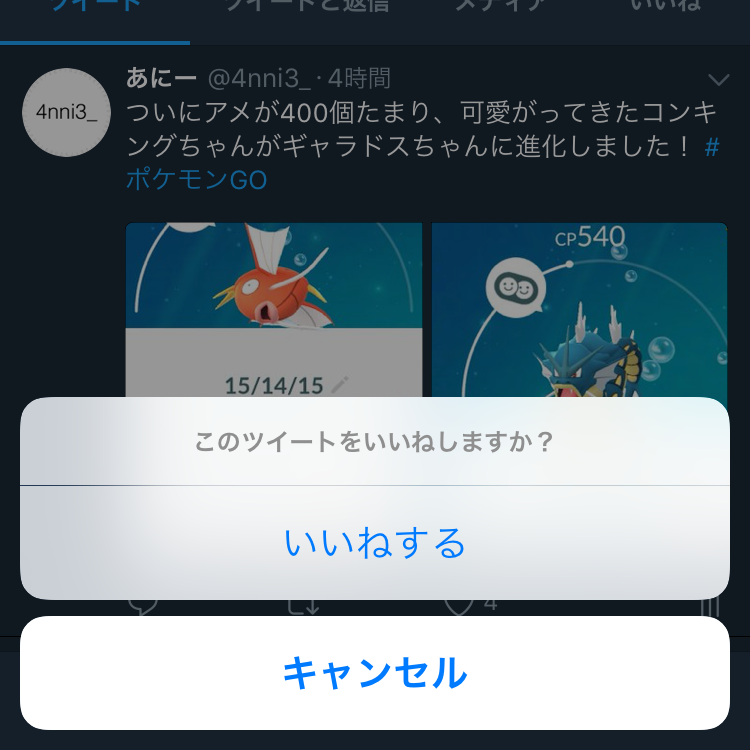 ツイート ツイートと返信 メディア いいね
あにー @4nni3_・4時間
4nni3_
ついにアメが400個たまり、可愛がってきたコンキ
ングちゃんがギャラドスちゃんに進化しました！ #
ポケモンGO
CP540
15/14/15
このツイートをいいねしますか？
いいねする
4
キャンセル